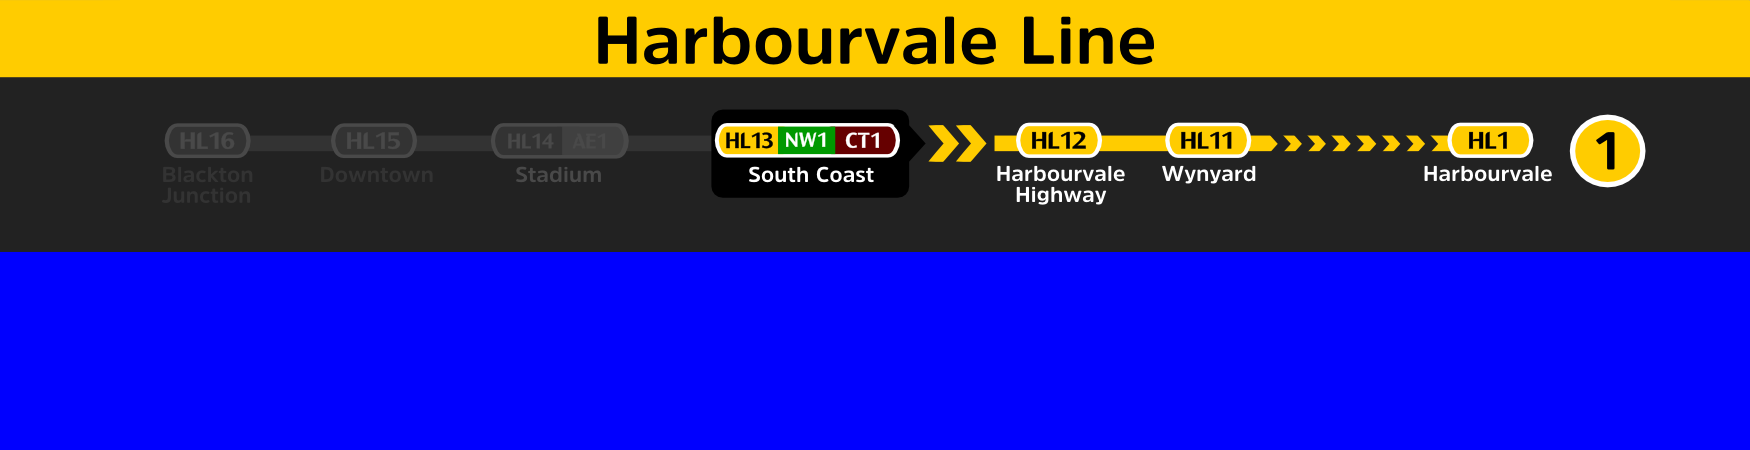 Harbourvale Line
HL16
Blackton
Junction
HL15
Downtown
HL14 AE1
Stadium
HL13 NW1 CT1
South Coast
HL12
Harbourvale
Highway
HL11
Wynyard
HL1
Harbourvale
1